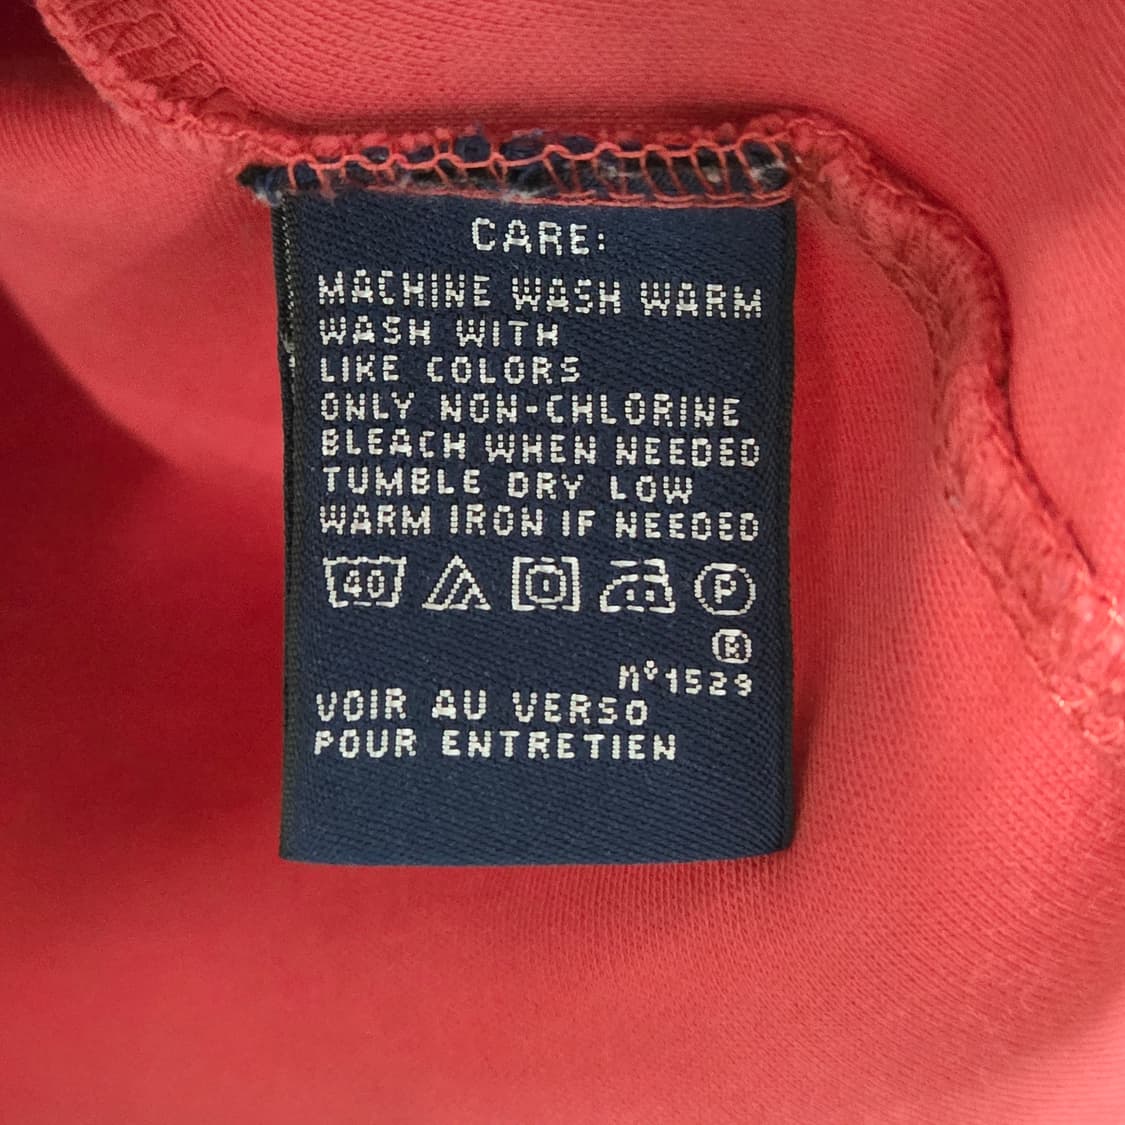 CARE:
MACHINE WASH WARM
WASH WITH
LIKE COLORS
ONLY NON-CHLORINE
BLEACH WHEN NEEDED
TUMBLE DRY LOW
WARM IRON IF NEEDED
40 P
®
nº1529
VOIR AU VERSO
POUR ENTRETIEN